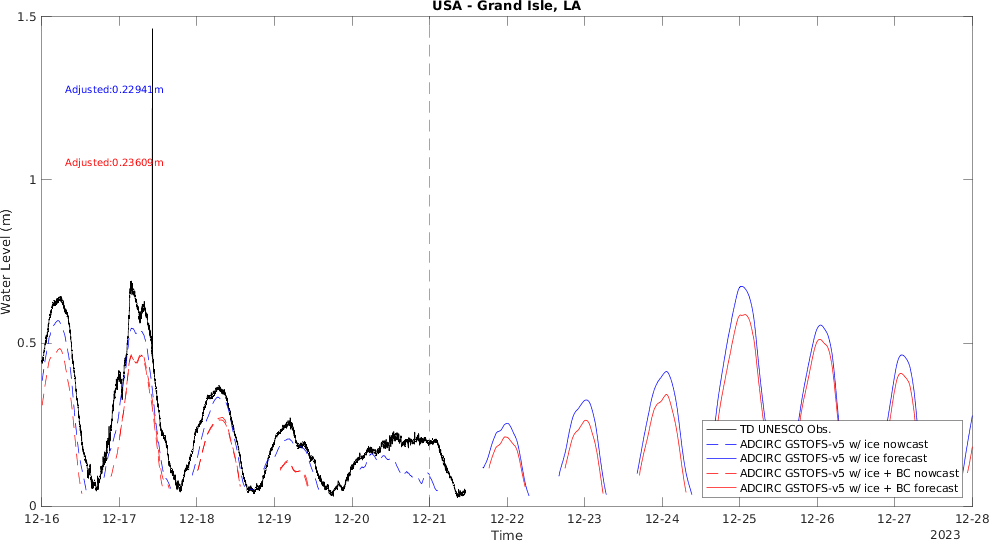 USA - Grand Isle, LA
1.5
Adjusted:0.22941m
Adjusted:0.23609m
1
Water Level (m)
0.5
TD UNESCO Obs.
ADCIRC GSTOFS-v5 w/ ice nowcast
ADCIRC GSTOFS-v5 w/ ice forecast
ADCIRC GSTOFS-v5 w/ ice + BC nowcast
ADCIRC GSTOFS-v5 w/ ice + BC forecast
0
12-16 12-17 12-18 12-19 12-20 12-21 12-22 12-23 12-24 12-25 12-26 12-27 12-28
Time
2023